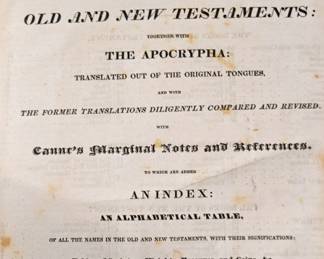 OLD AND NEW TESTAMENTS:
TOGETHER WITH
THE APOCRYPHA:
TRANSLATED OUT OF THE ORIGINAL TONGUES,
AND WITH
THE FORMER TRANSLATIONS DILIGENTLY COMPARED AND REVISED.
WITH
Canne's Marginal Notes and References.
TO WHICH ARE ADDED
AN INDEX:
AN ALPHABETICAL TABLE,
OF ALL THE NAMES IN THE OLD AND NEW TESTAMENTS, WITH THEIR SIGNIFICATIONS: